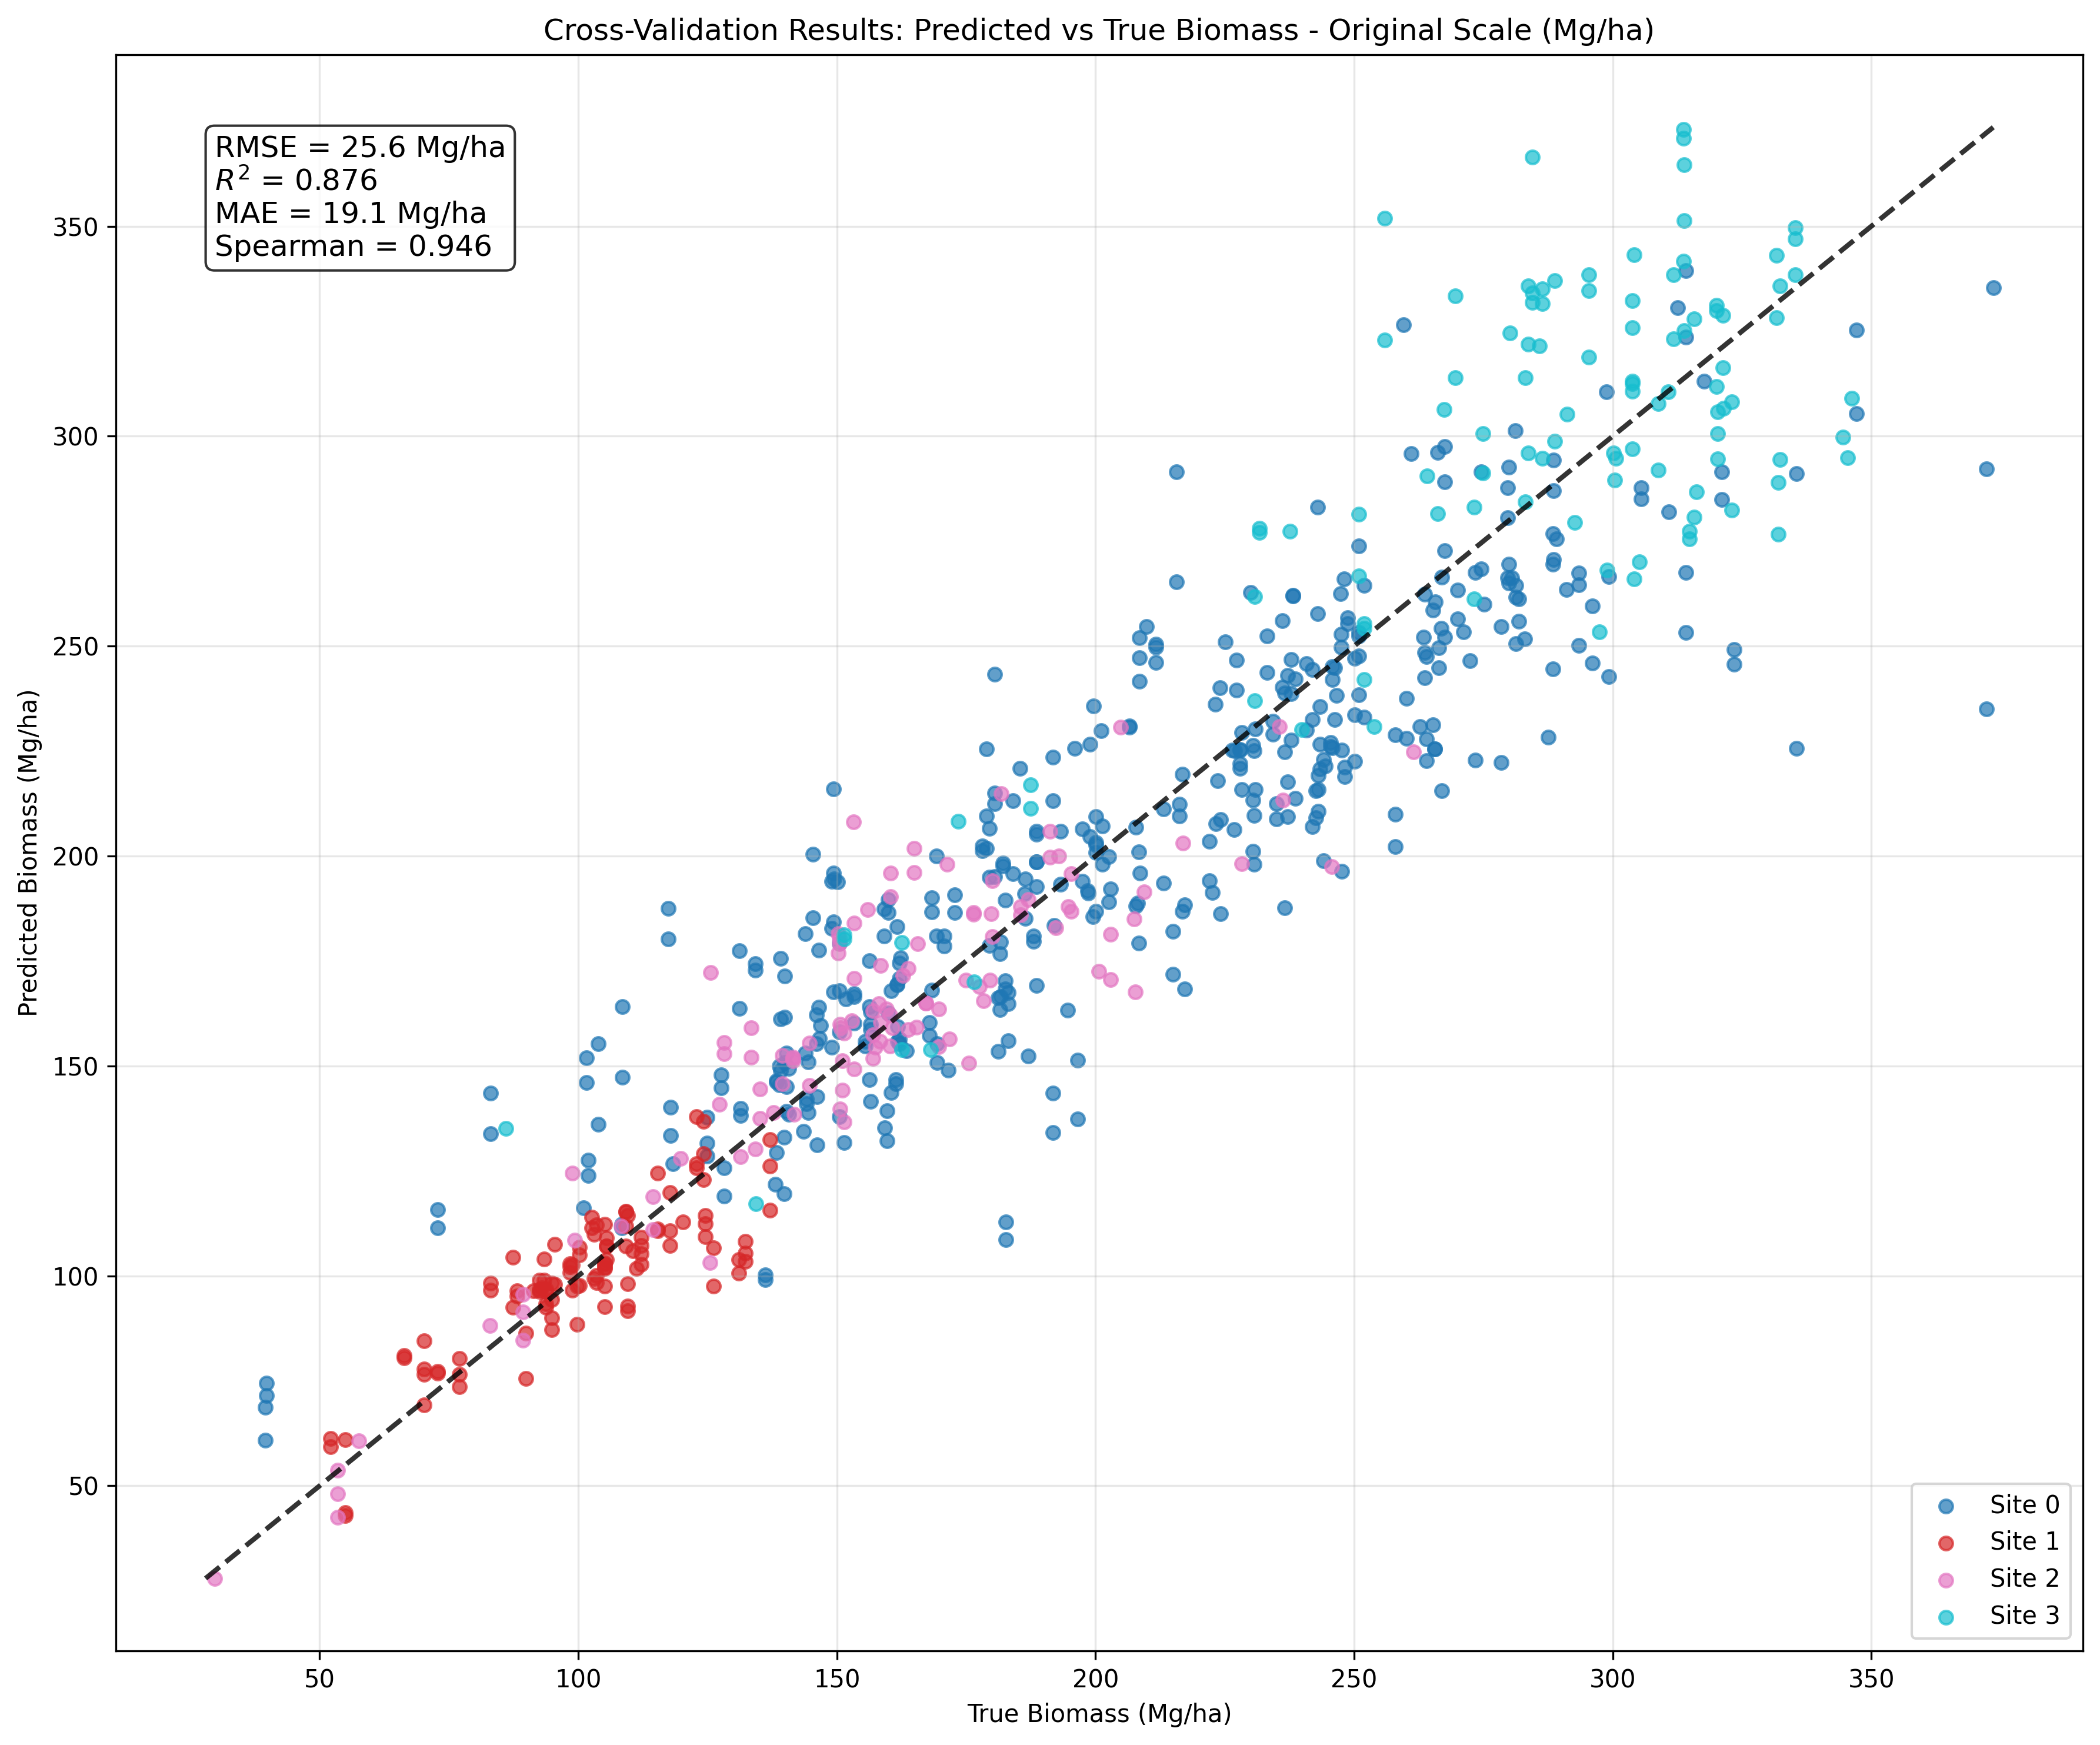 Cross-Validation Results: Predicted vs True Biomass - Original Scale (Mg/ha)
RMSE = 25.6 Mg/ha
R² = 0.876
MAE = 19.1 Mg/ha
Spearman = 0.946
350
300
250
200
150
100
50
Predicted Biomass (Mg/ha)
Site 0
Site 1
Site 2
Site 3
50 100 150 200 250 300 350
True Biomass (Mg/ha)